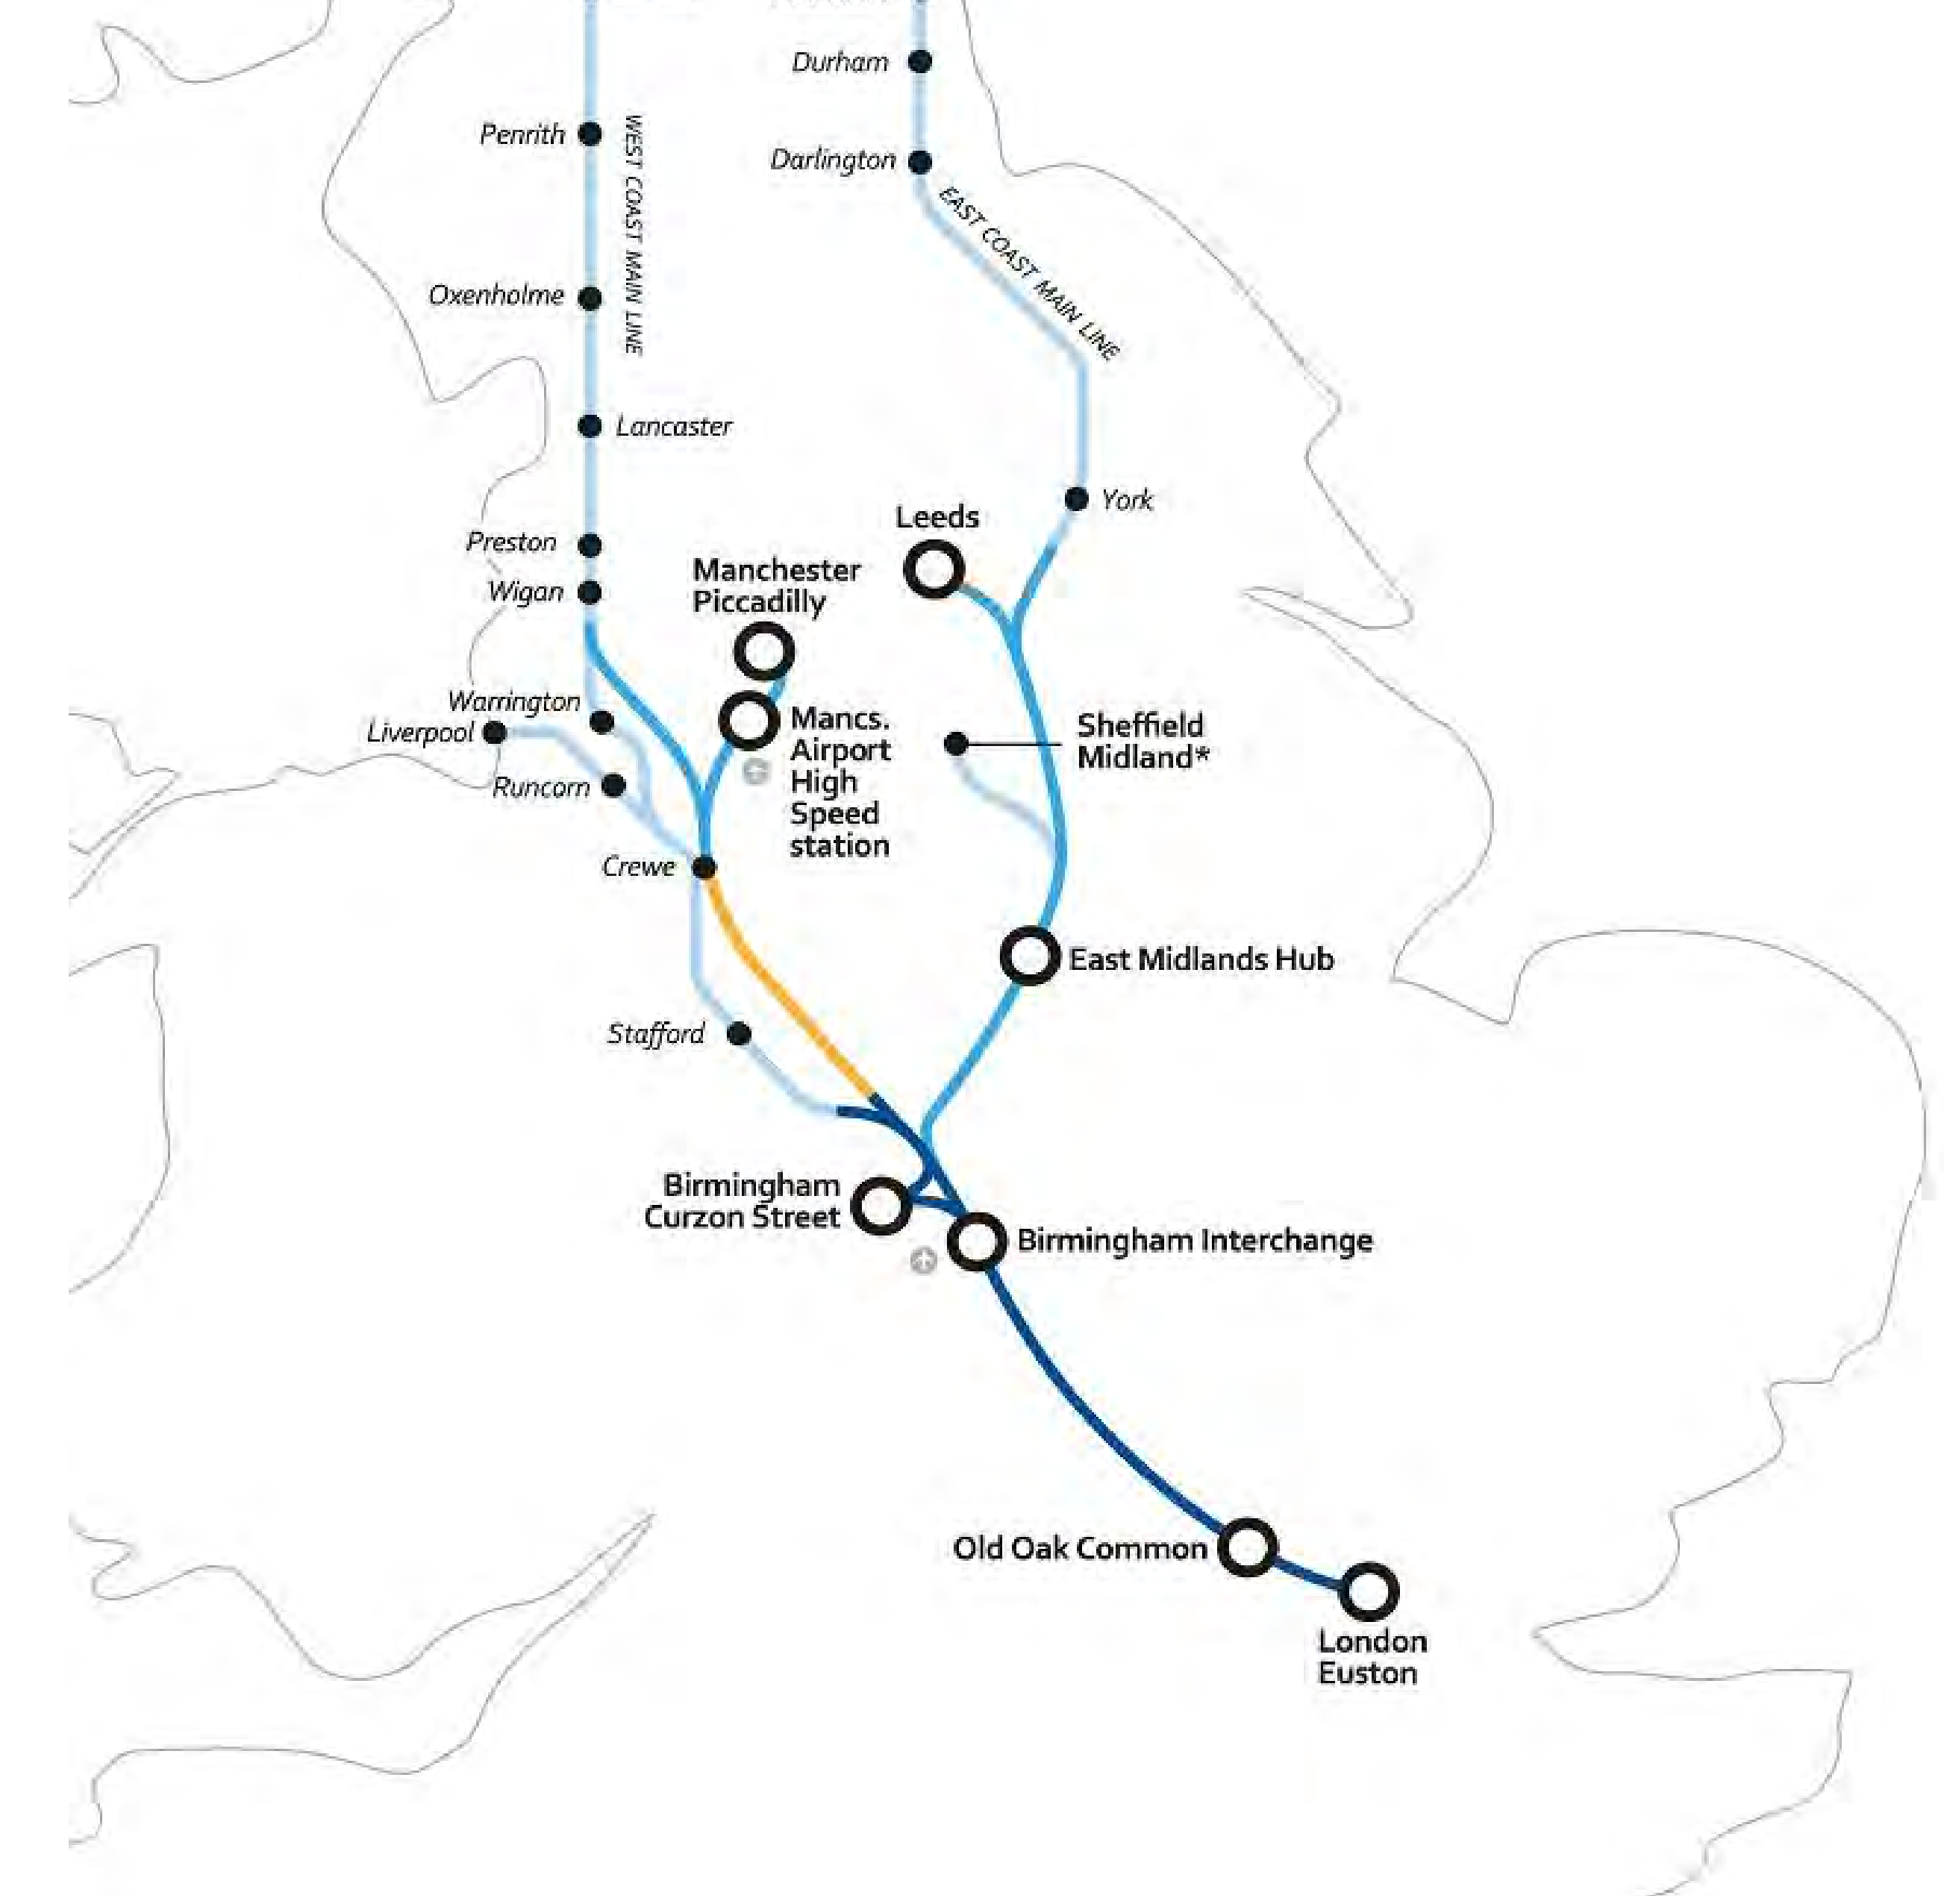 Durham
Penrith
WEST COAST MAIN LINE
Darlington
EAST COAST MAIN LINE
Oxenholme
Lancaster
York
Leeds
Preston
Manchester
Piccadilly
Wigan
Warrington
Liverpool
Mancs.
Airport
High
Speed
station
Sheffield
Midland*
Runcorn
Crewe
East Midlands Hub
Stafford
Birmingham
Curzon Street
Birmingham Interchange
Old Oak Common
London
Euston